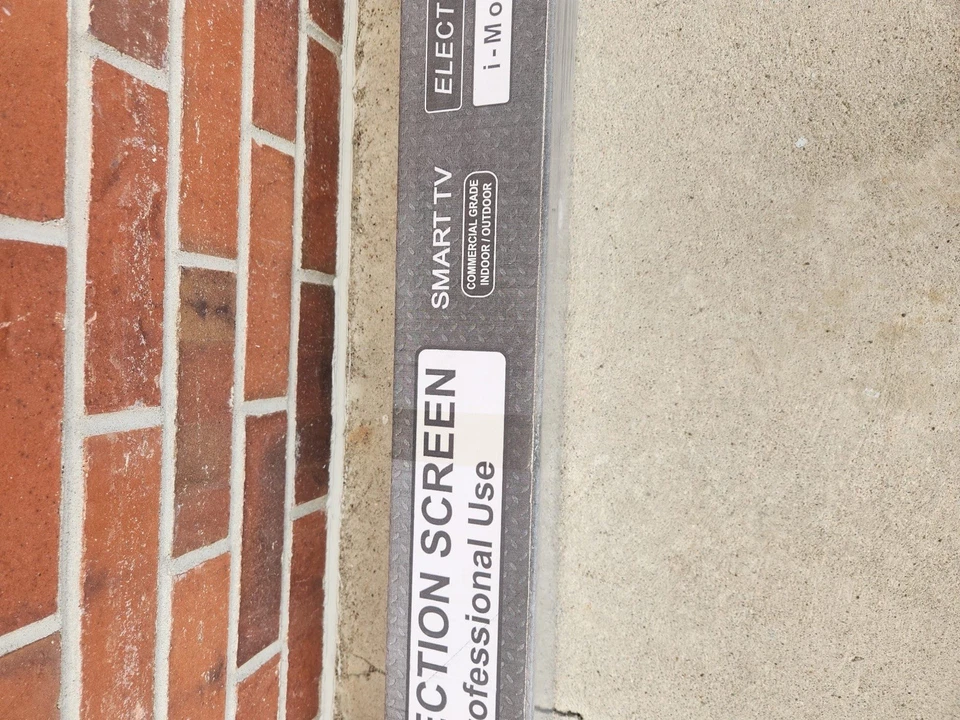 ECTION SCREEN
ofessional Use
SMART TV
COMMERCIAL GRADE
INDOOR / OUTDOOR
ELECT
i-Mo